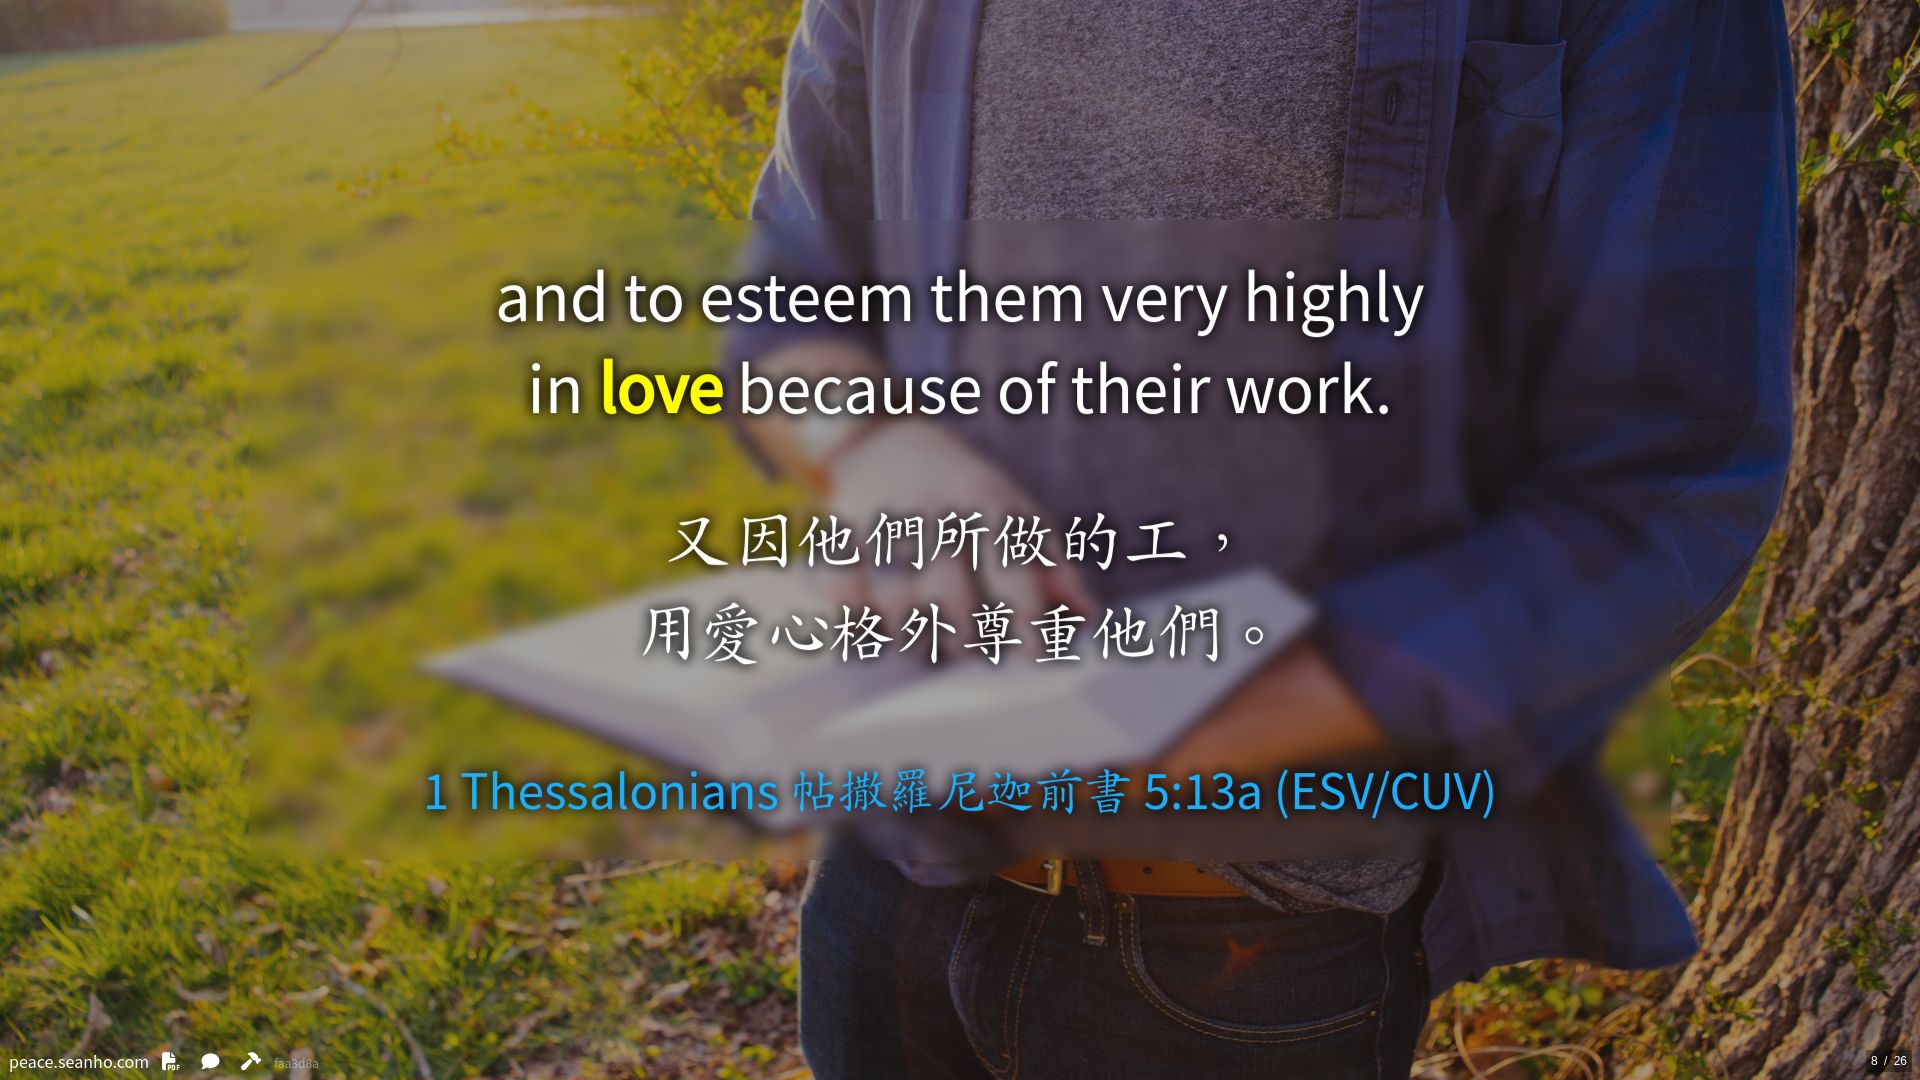 and to esteem them very highly
in love because of their work.
又因他們所做的工，
用愛心格外尊重他們。
1 Thessalonians 帖撒羅尼迦前書 5:13a (ESV/CUV)
peace.seanho.com faa3d8a
8 / 26